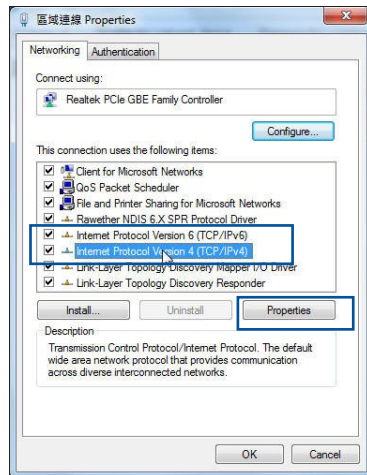 區域連線 Properties
Networking
Authentication
Connect using:
Realtek PCIe GBE Family Controller
Configure...
This connection uses the following items:
Client for Microsoft Networks
QoS Packet Scheduler
File and Printer Sharing for Microsoft Networks
Rawether NDIS 6.X SPR Protocol Driver
Internet Protocol Version 6 (TCP/IPv6)
Internet Protocol Version 4 (TCP/IPv4)
Link-Layer Topology Discovery Mapper I/O Driver
Link-Layer Topology Discovery Responder
Install...
Uninstall
Properties
Description
Transmission Control Protocol/Internet Protocol. The default
wide area network protocol that provides communication
across diverse interconnected networks.
OK
Cancel